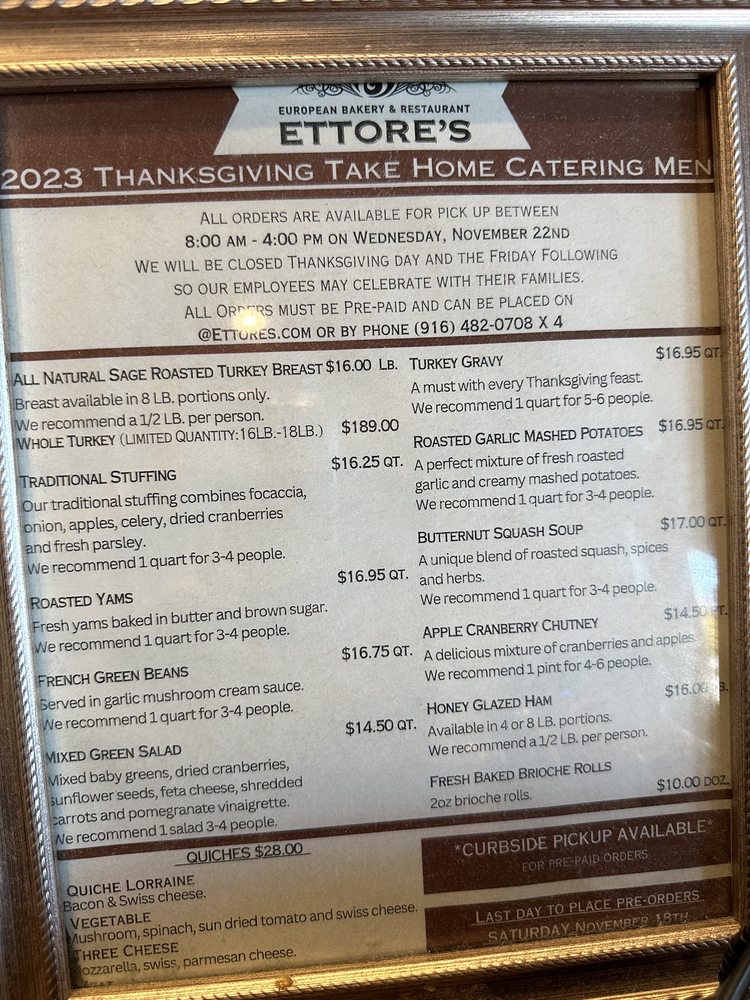 EUROPEAN BAKERY & RESTAURANT
ETTORE'S
2023 THANKSGIVING TAKE HOME CATERING MEN
ALL ORDERS ARE AVAILABLE FOR PICK UP BETWEEN
8:00 AM - 4:00 PM ON WEDNESDAY, NOVEMBER 22ND
WE WILL BE CLOSED THANKSGIVING DAY AND THE FRIDAY FOLLOWING
SO OUR EMPLOYEES MAY CELEBRATE WITH THEIR FAMILIES.
ALL ORDERS MUST BE PRE-PAID AND CAN BE PLACED ON
@ETTORES.COM OR BY PHONE (916) 482-0708 X 4
ALL NATURAL SAGE ROASTED TURKEY BREAST $16.00 LB.
Breast available in 8 LB. portions only.
We recommend a 1/2 LB. per person.
WHOLE TURKEY (LIMITED QUANTITY:16LB.-18LB.) $189.00
$16.25 QT.
TRADITIONAL STUFFING
Our traditional stuffing combines focaccia,
onion, apples, celery, dried cranberries
and fresh parsley.
We recommend 1 quart for 3-4 people.
$16.95 QT.
ROASTED YAMS
Fresh yams baked in butter and brown sugar.
We recommend 1 quart for 3-4 people.
$16.75 QT.
FRENCH GREEN BEANS
Served in garlic mushroom cream sauce.
We recommend 1 quart for 3-4 people.
$14.50 QT.
MIXED GREEN SALAD
Mixed baby greens, dried cranberries,
sunflower seeds, feta cheese, shredded
carrots and pomegranate vinaigrette.
We recommend 1 salad 3-4 people.
TURKEY GRAVY $16.95 QT.
A must with every Thanksgiving feast.
We recommend 1 quart for 5-6 people.
ROASTED GARLIC MASHED POTATOES $16.95 QT.
A perfect mixture of fresh roasted
garlic and creamy mashed potatoes.
We recommend 1 quart for 3-4 people.
$17.00 QT.
BUTTERNUT SQUASH SOUP
A unique blend of roasted squash, spices
and herbs.
We recommend 1 quart for 3-4 people.
$14.50 PT.
APPLE CRANBERRY CHUTNEY
A delicious mixture of cranberries and apples.
We recommend 1 pint for 4-6 people.
$16.00
HONEY GLAZED HAM
Available in 4 or 8 LB. portions.
We recommend a 1/2 LB. per person.
FRESH BAKED BRIOCHE ROLLS
2oz brioche rolls. $10.00 DOZ.
QUICHES $28.00
QUICHE LORRAINE
Bacon & Swiss cheese.
VEGETABLE
Mushroom, spinach, sun dried tomato and swiss cheese.
THREE CHEESE
Mozzarella, swiss, parmesan cheese.
*CURBSIDE PICKUP AVAILABLE*
FOR PRE-PAID ORDERS
LAST DAY TO PLACE PRE-ORDERS
SATURDAY NOVEMBER 18TH